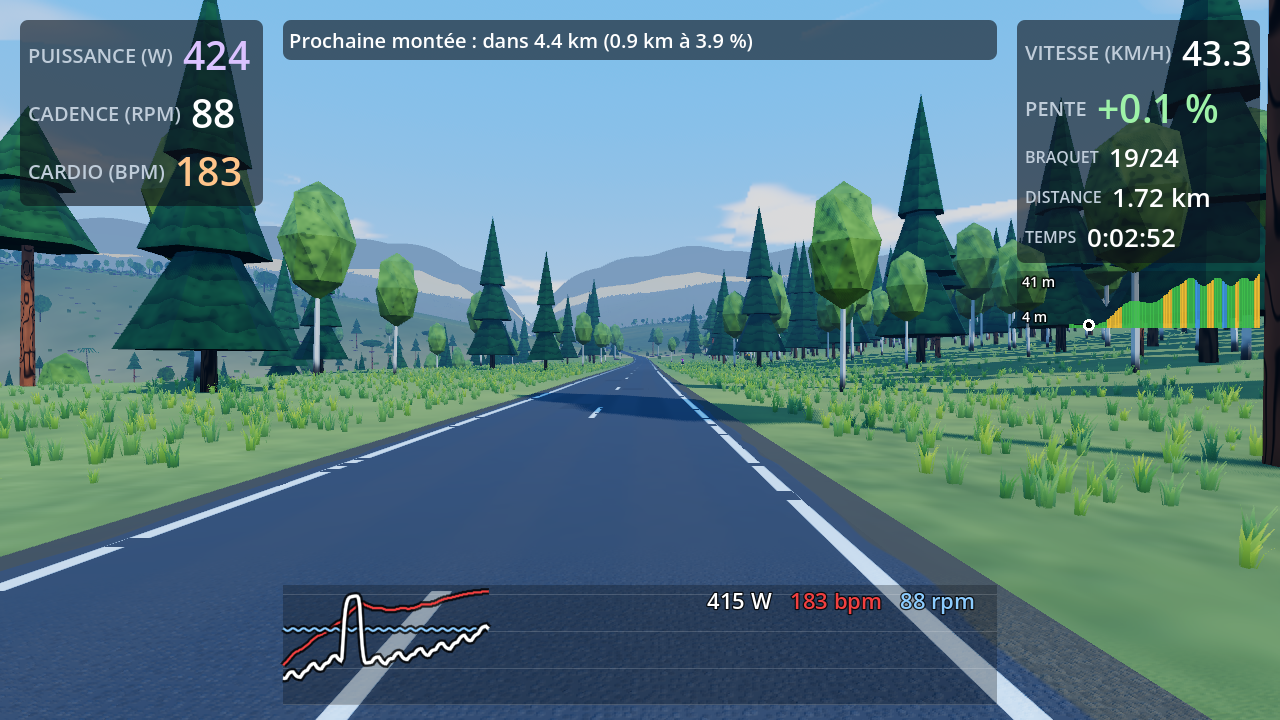 PUISSANCE (W) 424
CADENCE (RPM) 88
CARDIO (BPM) 183
Prochaine montée : dans 4.4 km (0.9 km à 3.9 %)
VITESSE (KM/H) 43.3
PENTE +0.1 %
BRAQUET 19/24
DISTANCE 1.72 km
TEMPS 0:02:52
41 m
4 m
415 W 183 bpm 88 rpm